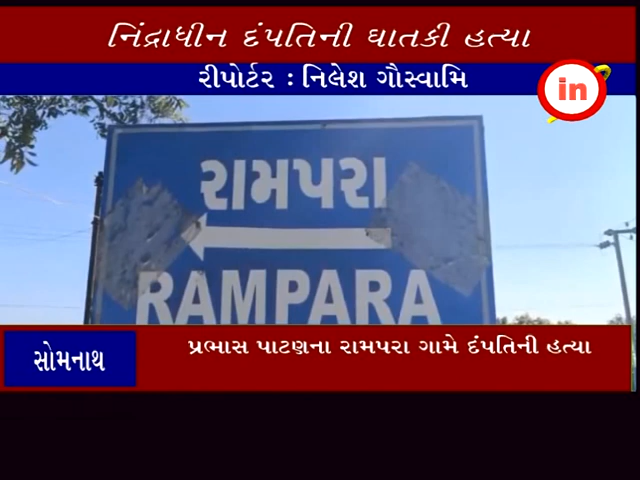 નિંદ્રાધીન દંપતિની ઘાતકી હત્યા
રીપોર્ટર : નિલેશ ગૌસ્વામિ
in
રામપરા
RAMPARA
સોમનાથ
પ્રભાસ પાટણના રામપરા ગામે દંપતિની હત્યા